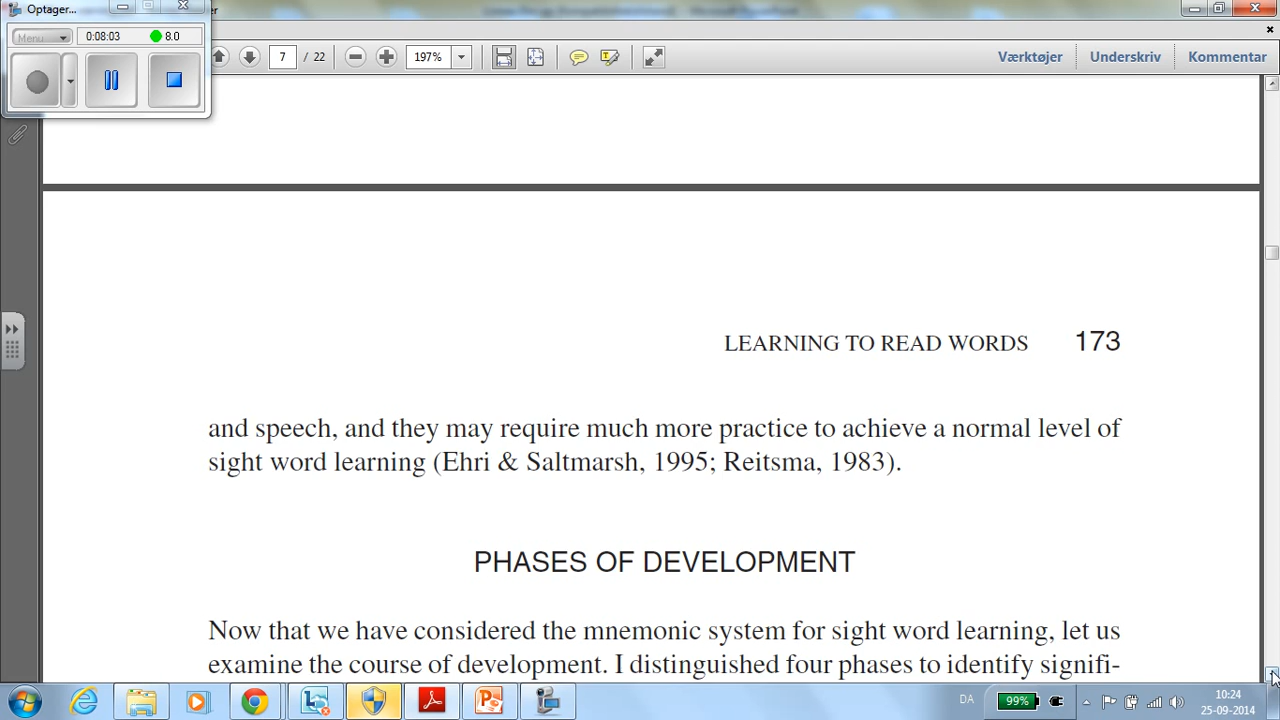 Optager...
er
Menu
0:08:03
8.0
7 / 22
197%
Værktøjer
Underskriv
Kommentar
LEARNING TO READ WORDS 173
and speech, and they may require much more practice to achieve a normal level of
sight word learning (Ehri & Saltmarsh, 1995; Reitsma, 1983).
PHASES OF DEVELOPMENT
Now that we have considered the mnemonic system for sight word learning, let us
examine the course of development. I distinguished four phases to identify signifi-
DA
99%
10:24
25-09-2014